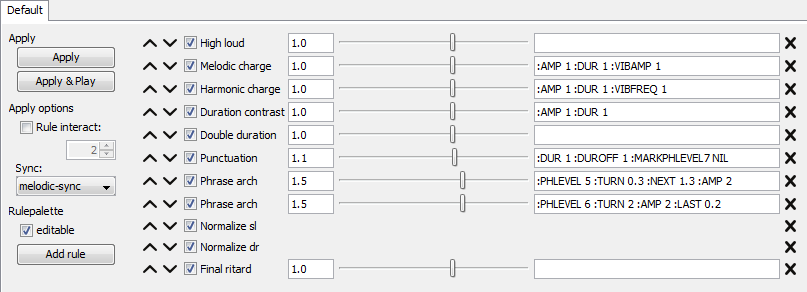 Default
Apply
Apply
Apply & Play
Apply options
Rule interact:
2
Sync:
melodic-sync
Rulepalette
editable
Add rule
High loud 1.0
Melodic charge 1.0 :AMP 1 :DUR 1 :VIBAMP 1
Harmonic charge 1.0 :AMP 1 :DUR 1 :VIBFREQ 1
Duration contrast 1.0 :AMP 1 :DUR 1
Double duration 1.0
Punctuation 1.1 :DUR 1 :DUROFF 1 :MARKPHLEVEL7 NIL
Phrase arch 1.5 :PHLEVEL 5 :TURN 0.3 :NEXT 1.3 :AMP 2
Phrase arch 1.5 :PHLEVEL 6 :TURN 2 :AMP 2 :LAST 0.2
Normalize sl
Normalize dr
Final ritard 1.0